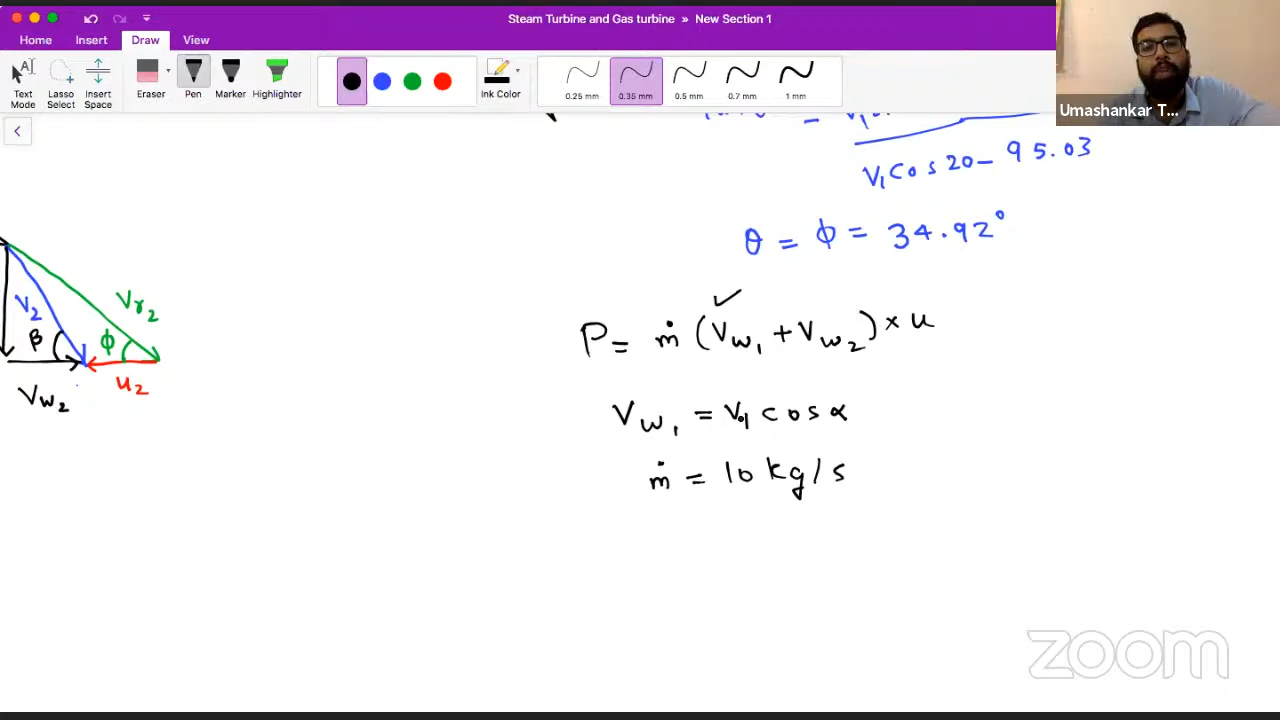 Steam Turbine and Gas turbine » New Section 1
Home Insert Draw View
Text Mode
Lasso Select
Insert Space
Eraser
Pen
Marker
Highlighter
Ink Color
0.25 mm
0.35 mm
0.5 mm
0.7 mm
1 mm
Umashankar T...
V₁ cos 20 – 95.03
θ = ϕ = 34.92°
V₂
Vr₂
β
ϕ
u₂
Vw₂
P = ṁ (Vw₁ + Vw₂) × u
Vw₁ = V₁ cos α
ṁ = 10 kg/s
zoom